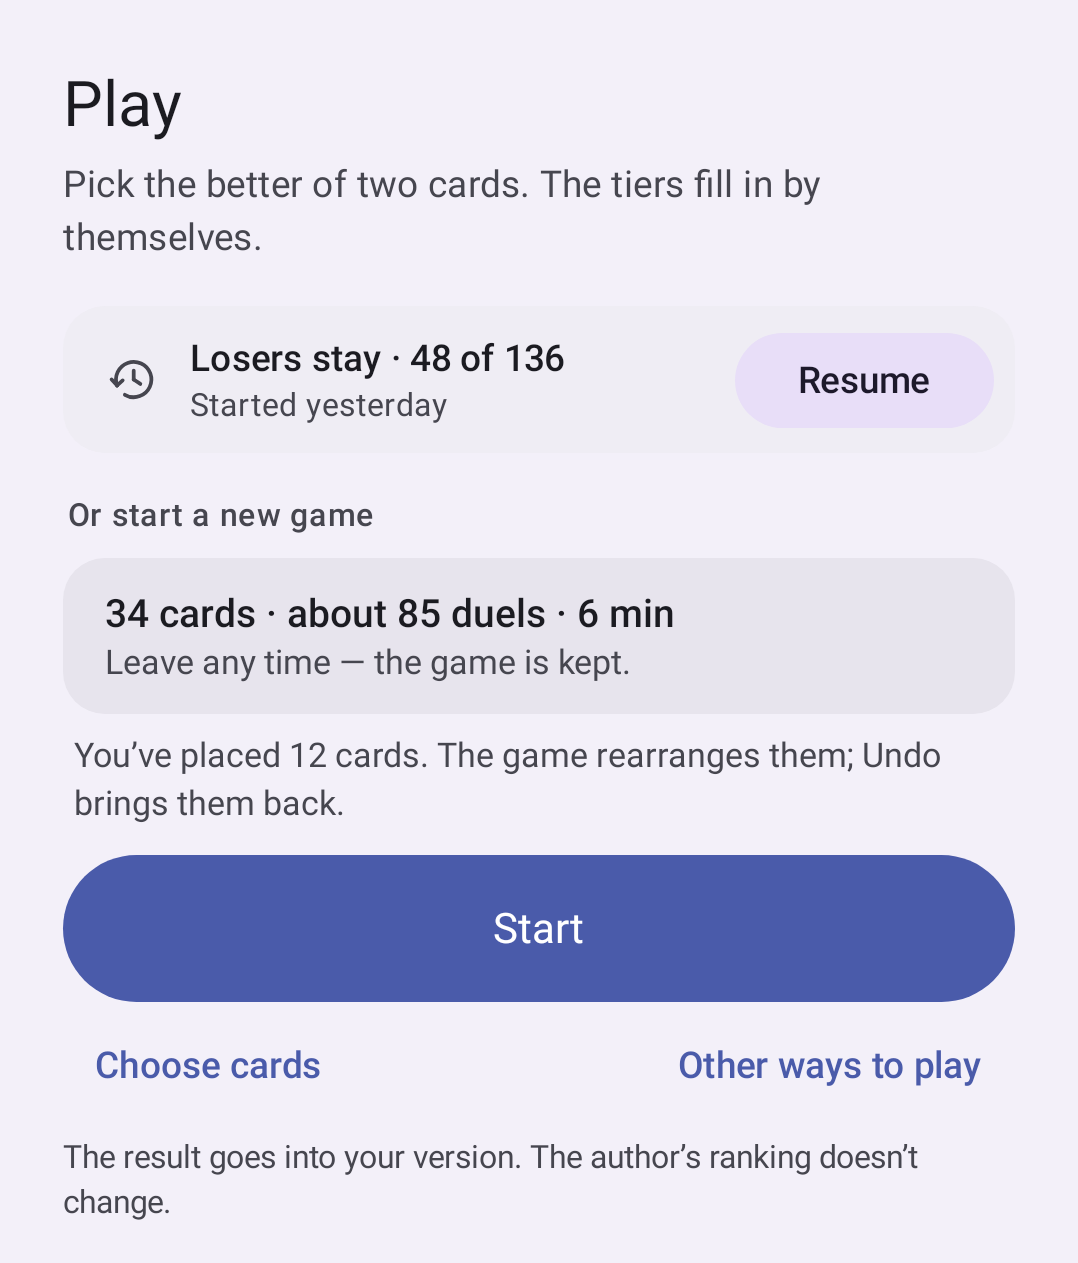 Play
Pick the better of two cards. The tiers fill in by
themselves.
Losers stay · 48 of 136
Started yesterday
Resume
Or start a new game
34 cards · about 85 duels · 6 min
Leave any time — the game is kept.
You’ve placed 12 cards. The game rearranges them; Undo
brings them back.
Start
Choose cards
Other ways to play
The result goes into your version. The author’s ranking doesn’t
change.